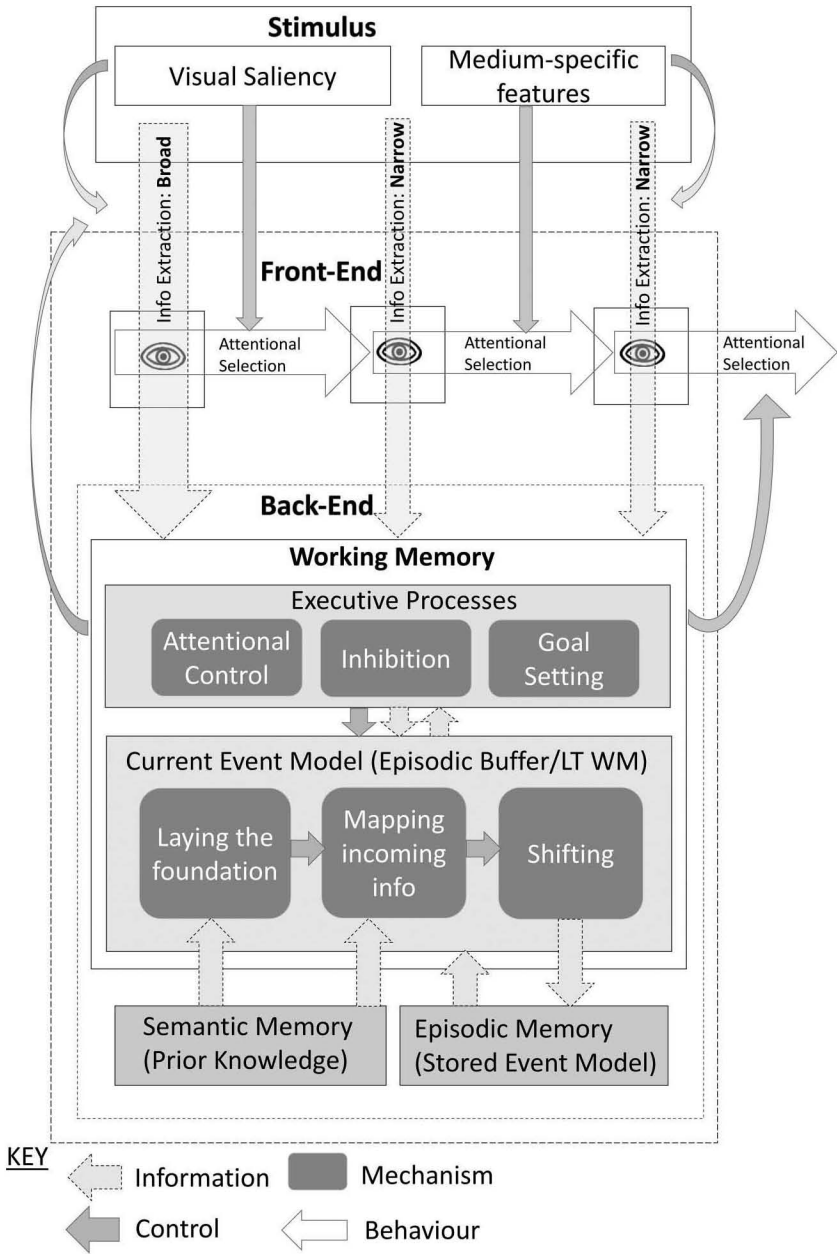 Stimulus
Visual Saliency
Medium-specific
features
Info Extraction: Broad
Info Extraction: Narrow
Info Extraction: Narrow
Front-End
Attentional
Selection
Attentional
Selection
Attentional
Selection
Back-End
Working Memory
Executive Processes
Attentional
Control
Inhibition
Goal
Setting
Current Event Model (Episodic Buffer/LT WM)
Laying the
foundation
Mapping
incoming
info
Shifting
Semantic Memory
(Prior Knowledge)
Episodic Memory
(Stored Event Model)
KEY
Information
Mechanism
Control
Behaviour